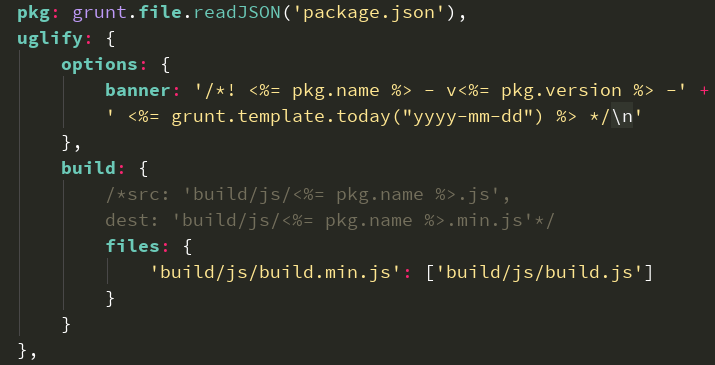 pkg: grunt.file.readJSON('package.json'),
uglify: {
options: {
banner: '/*! <%= pkg.name %> - v<%= pkg.version %> -' +
' <%= grunt.template.today("yyyy-mm-dd") %> */\n'
},
build: {
/*src: 'build/js/<%= pkg.name %>.js',
dest: 'build/js/<%= pkg.name %>.min.js'*/
files: {
'build/js/build.min.js': ['build/js/build.js']
}
}
},